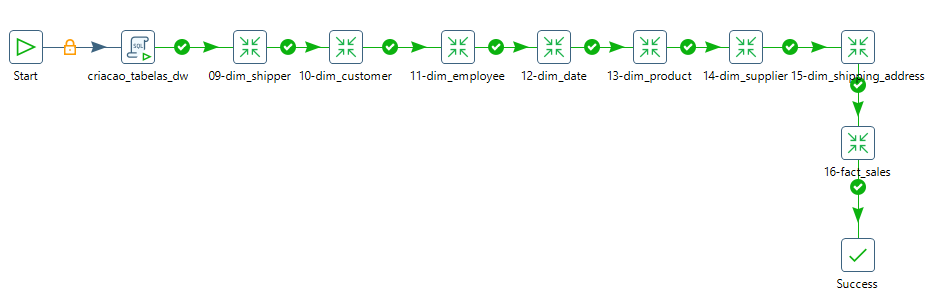 Start
SQL
criacao_tabelas_dw
09-dim_shipper
10-dim_customer
11-dim_employee
12-dim_date
13-dim_product
14-dim_supplier
15-dim_shipping_address
16-fact_sales
Success